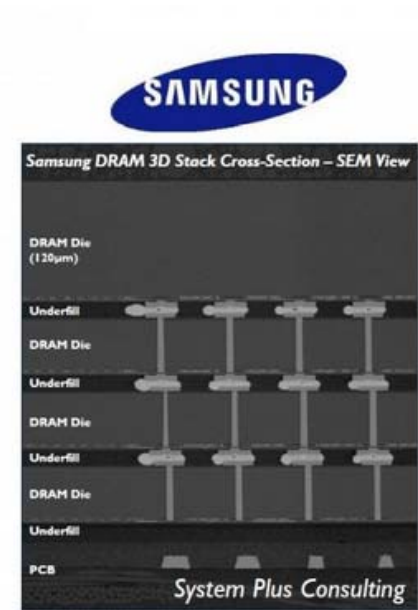 SAMSUNG
Samsung DRAM 3D Stack Cross-Section – SEM View
DRAM Die
(120µm)
Underfill
DRAM Die
Underfill
DRAM Die
Underfill
DRAM Die
Underfill
PCB
System Plus Consulting